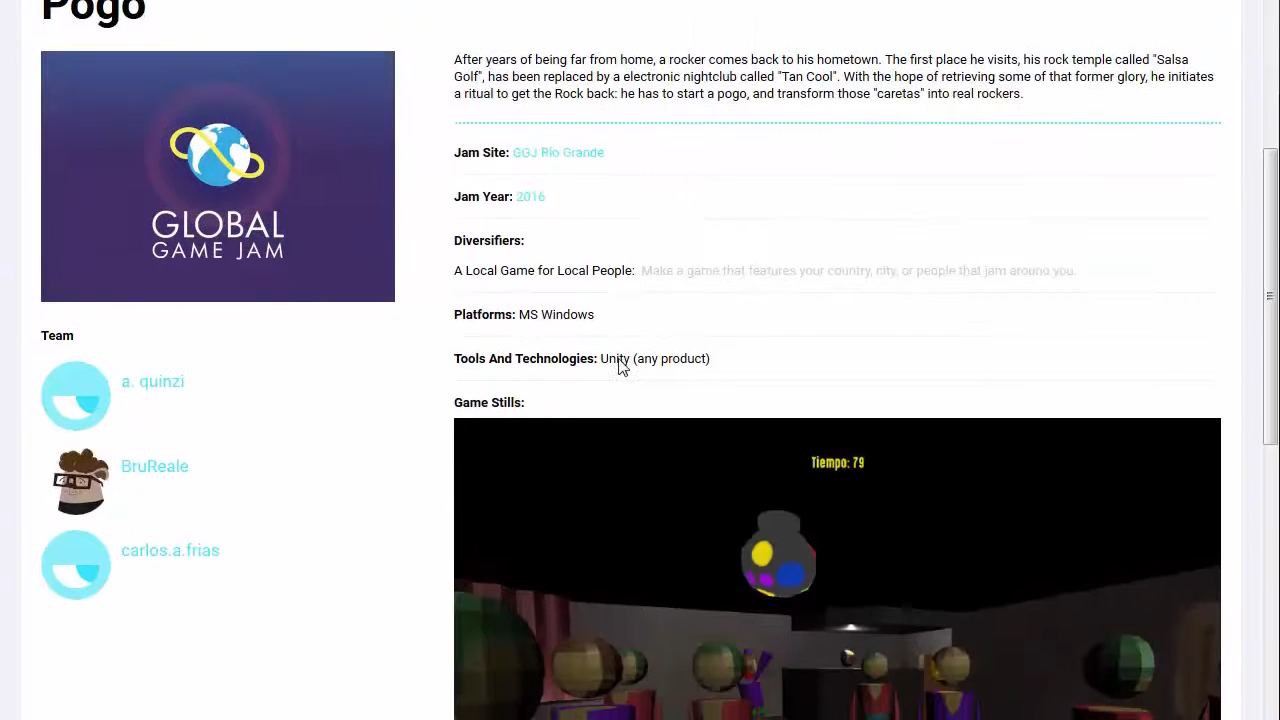 Pogo
After years of being far from home, a rocker comes back to his hometown. The first place he visits, his rock temple called "Salsa
Golf", has been replaced by a electronic nightclub called "Tan Cool". With the hope of retrieving some of that former glory, he initiates
a ritual to get the Rock back: he has to start a pogo, and transform those "caretas" into real rockers.
GLOBAL
GAME JAM
Jam Site: GGJ Rio Grande
Jam Year: 2016
Diversifiers:
A Local Game for Local People: Make a game that features your country, city, or people that jam around you.
Platforms: MS Windows
Tools And Technologies: Unity (any product)
Game Stills:
Tiempo: 79
Team
a. quinzi
BruReale
carlos.a.frias